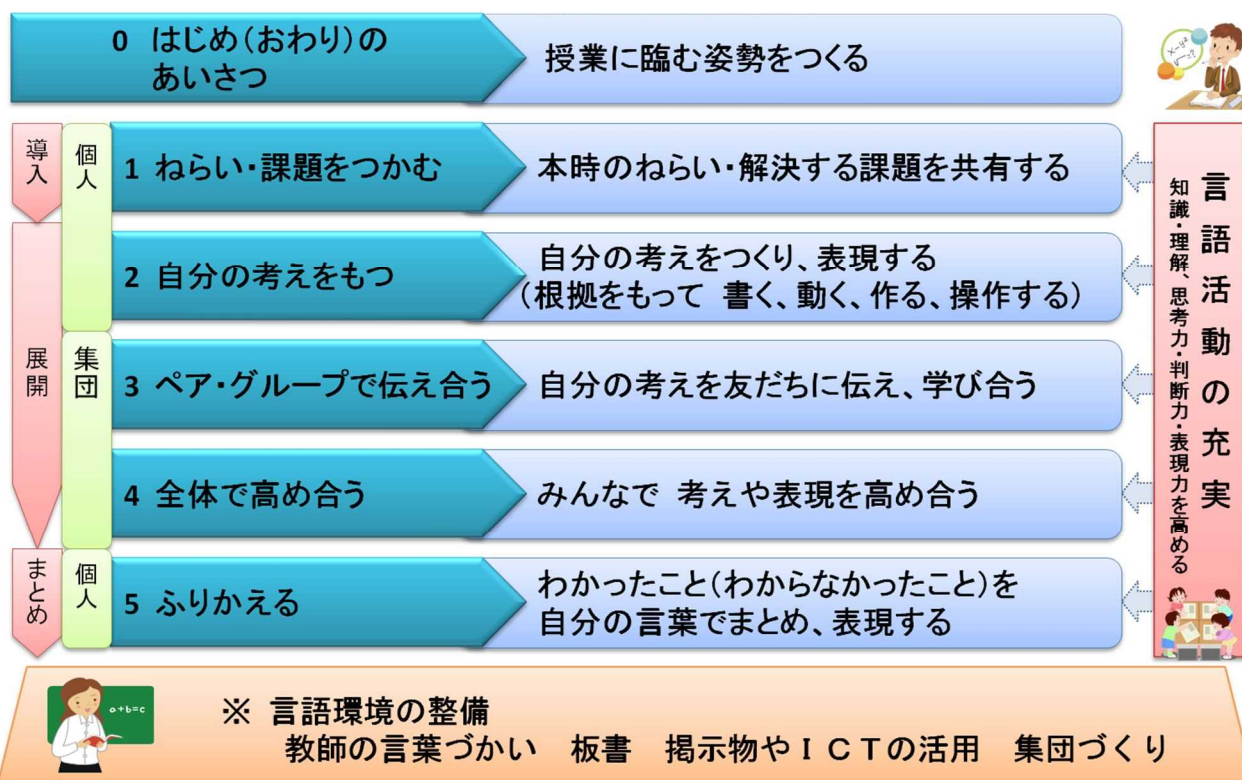 0 はじめ(おわり)の
あいさつ
授業に臨む姿勢をつくる
導入
個人
1 ねらい・課題をつかむ
本時のねらい・解決する課題を共有する
2 自分の考えをもつ
自分の考えをつくり、表現する
(根拠をもって 書く、動く、作る、操作する)
展開
集団
3 ペア・グループで伝え合う
自分の考えを友だちに伝え、学び合う
4 全体で高め合う
みんなで 考えや表現を高め合う
まとめ
個人
5 ふりかえる
わかったこと(わからなかったこと)を
自分の言葉でまとめ、表現する
言語活動の充実
知識・理解、思考力・判断力・表現力を高める
a+b=c
※ 言語環境の整備
教師の言葉づかい 板書 掲示物やICTの活用 集団づくり